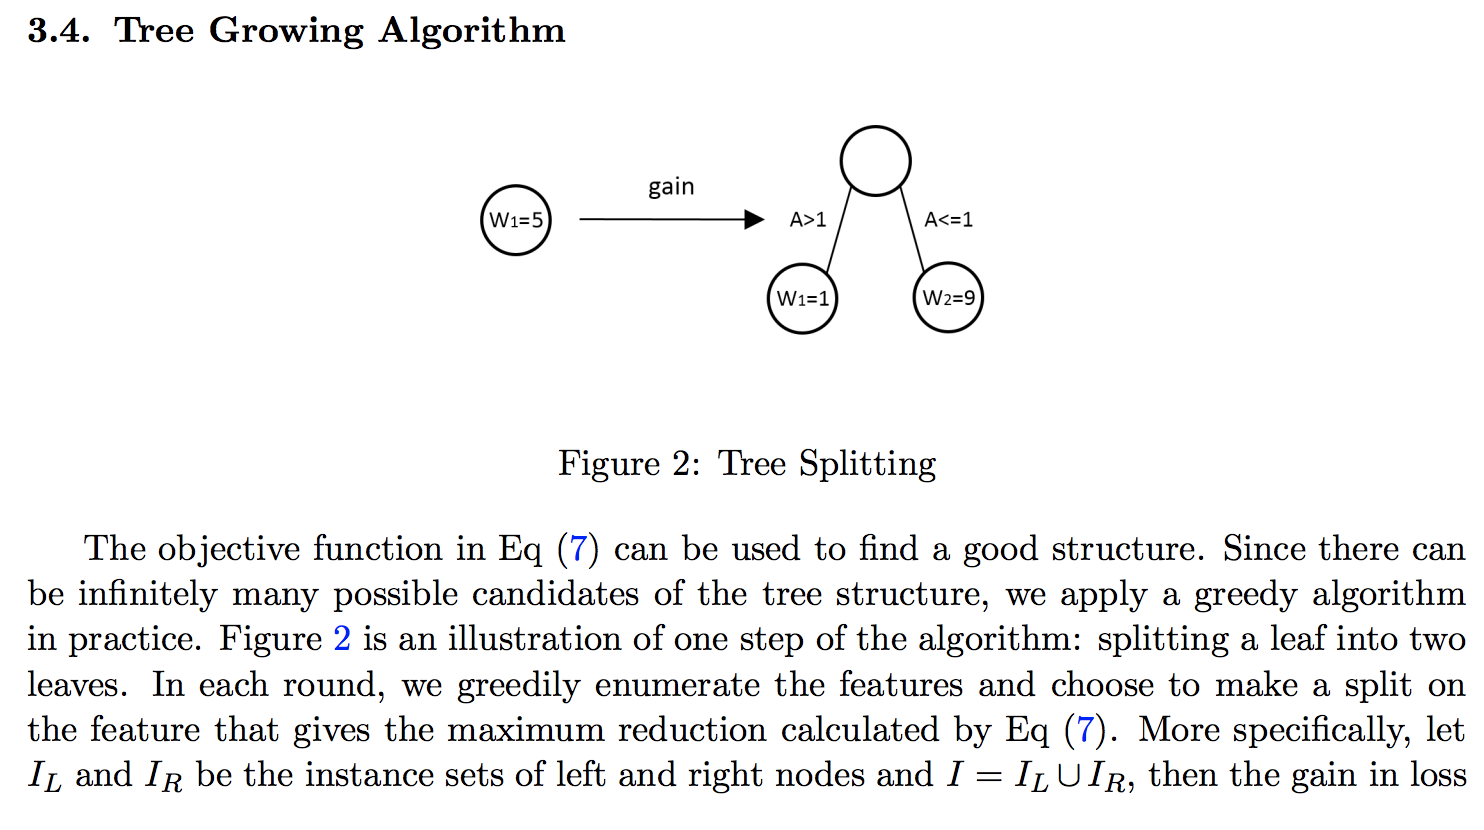 3.4. Tree Growing Algorithm
gain
W1=5
A>1
A<=1
W1=1
W2=9
Figure 2: Tree Splitting
The objective function in Eq (7) can be used to find a good structure. Since there can
be infinitely many possible candidates of the tree structure, we apply a greedy algorithm
in practice. Figure 2 is an illustration of one step of the algorithm: splitting a leaf into two
leaves. In each round, we greedily enumerate the features and choose to make a split on
the feature that gives the maximum reduction calculated by Eq (7). More specifically, let
I_L and I_R be the instance sets of left and right nodes and I = I_L ∪ I_R, then the gain in loss